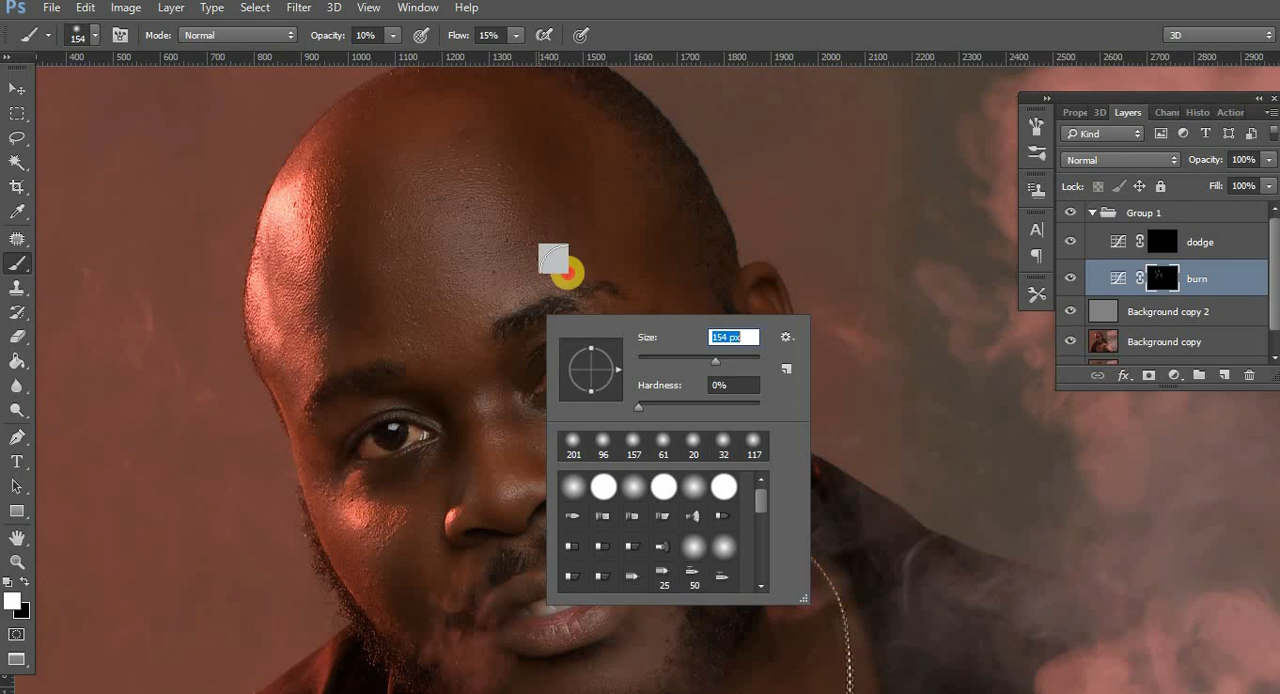 Ps File Edit Image Layer Type Select Filter 3D View Window Help
154 Mode: Normal Opacity: 10% Flow: 15% 3D
400 500 600 700 800 900 1000 1100 1200 1300 1400 1500 1600 1700 1800 1900 2000 2100 2200 2300 2400 2500 2600 2700 2800 2900
Prope 3D Layers Chann Histo Action
Kind
Normal Opacity: 100%
Lock: Fill: 100%
Group 1
dodge
burn
Background copy 2
Background copy
fx
Size: 154 px
Hardness: 0%
201 96 157 61 20 32 117
25 50